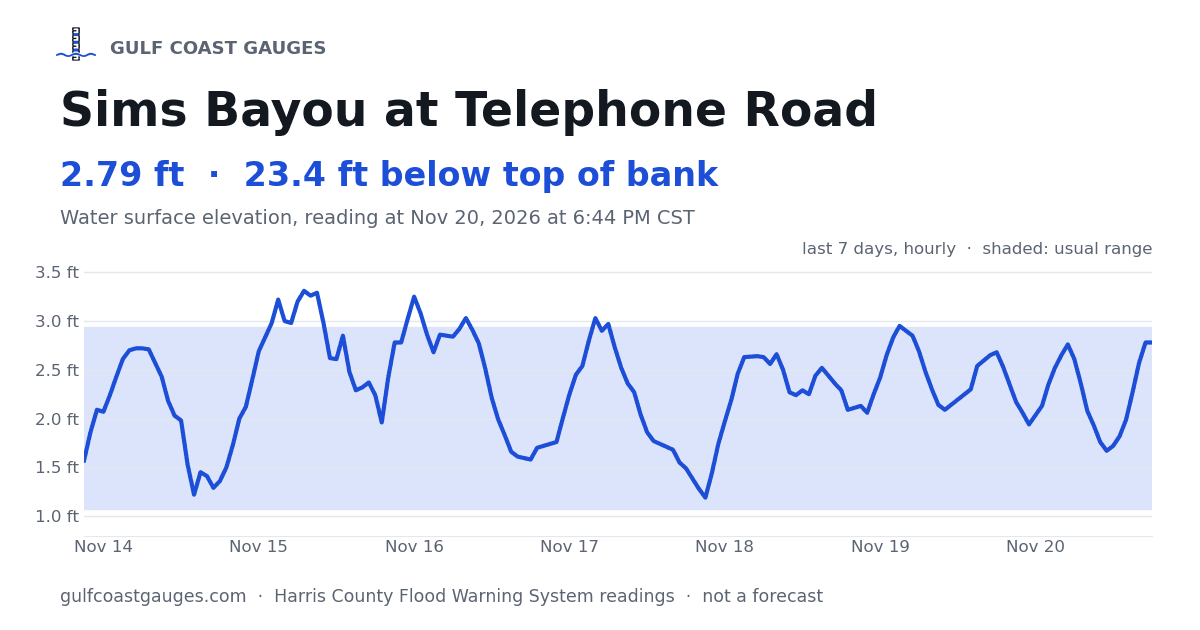 GULF COAST GAUGES
Sims Bayou at Telephone Road
2.79 ft · 23.4 ft below top of bank
Water surface elevation, reading at Nov 20, 2026 at 6:44 PM CST
last 7 days, hourly · shaded: usual range
3.5 ft
3.0 ft
2.5 ft
2.0 ft
1.5 ft
1.0 ft
Nov 14 Nov 15 Nov 16 Nov 17 Nov 18 Nov 19 Nov 20
gulfcoastgauges.com · Harris County Flood Warning System readings · not a forecast